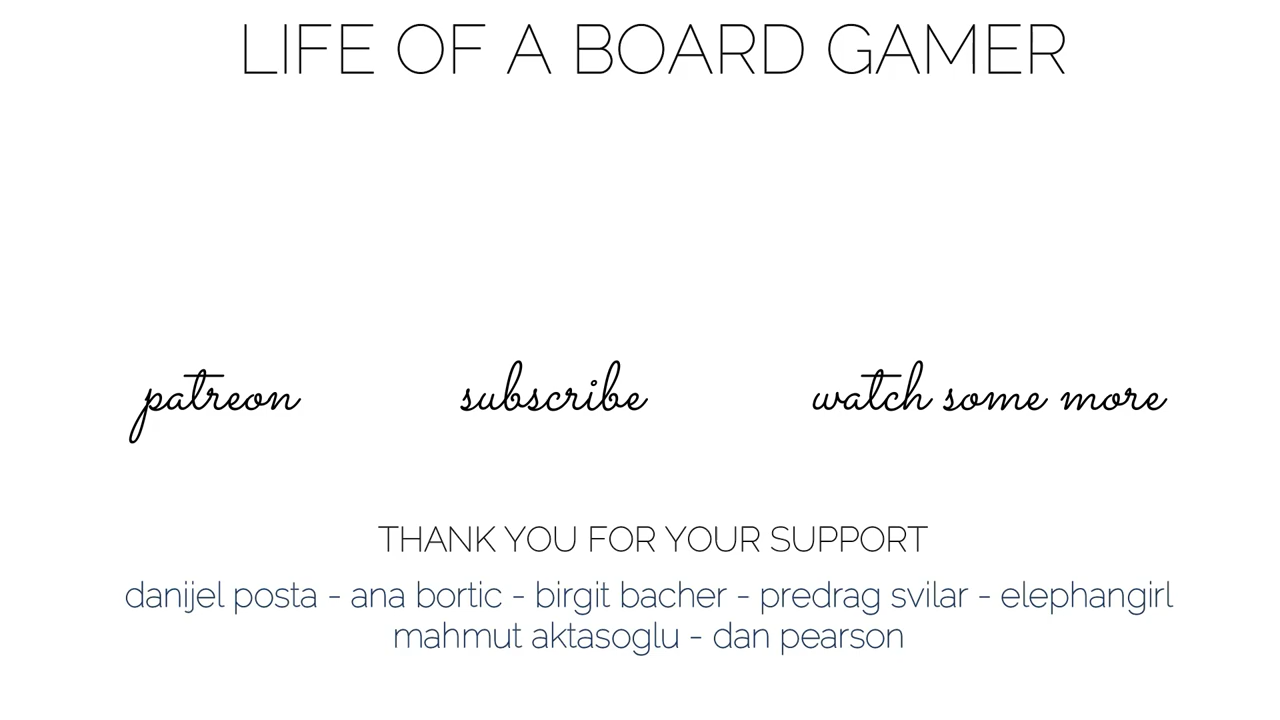 LIFE OF A BOARD GAMER
patreon subscribe watch some more
THANK YOU FOR YOUR SUPPORT
danijel posta - ana bortic - birgit bacher - predrag svilar - elephangirl
mahmut aktasoglu - dan pearson